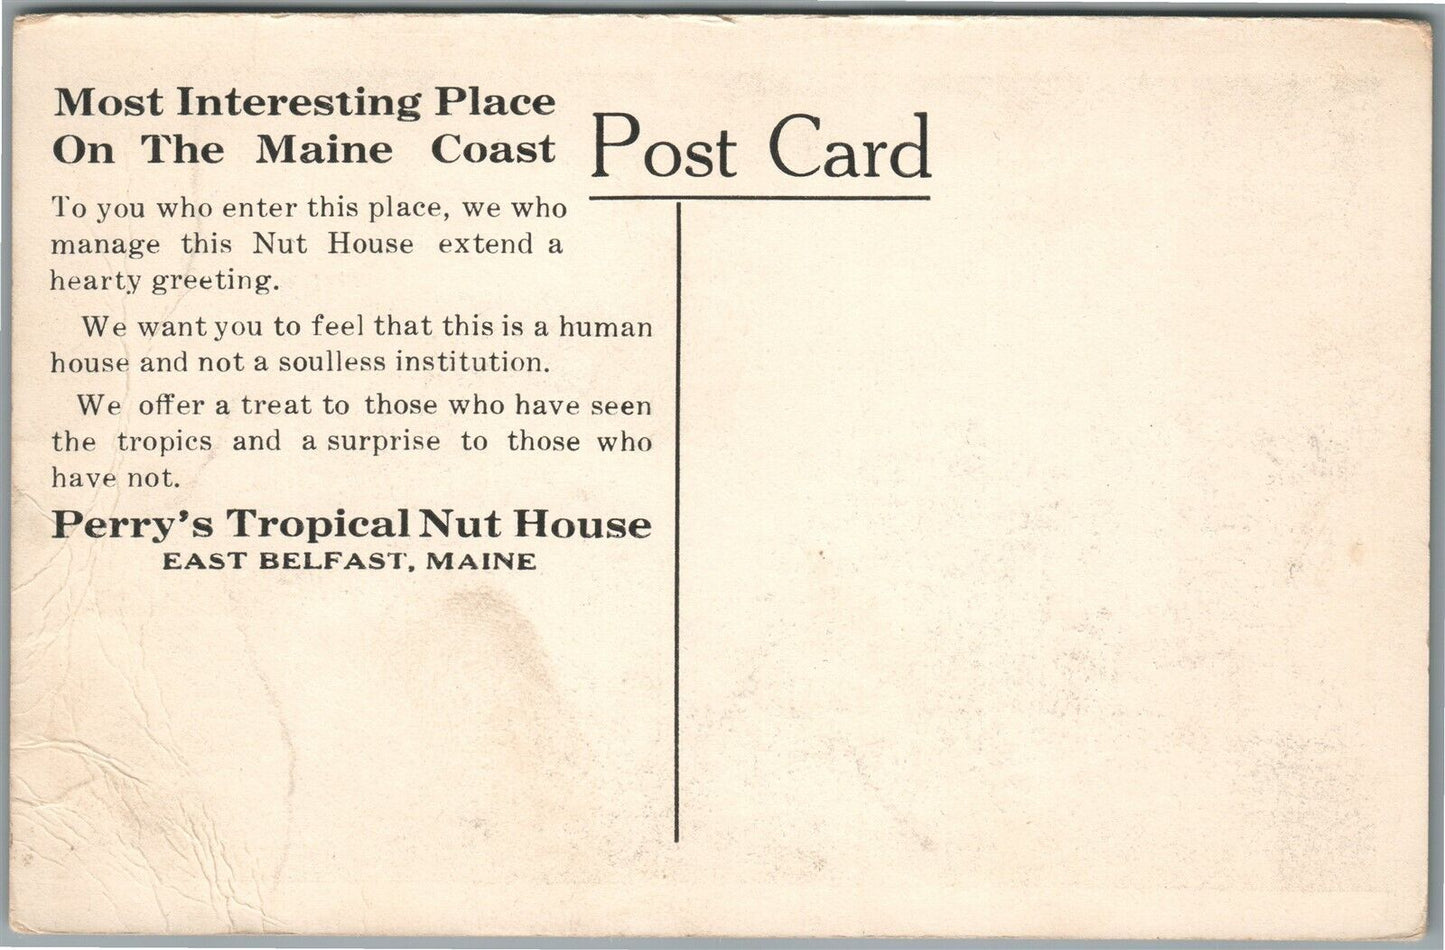 Most Interesting Place
On The Maine Coast
Post Card
To you who enter this place, we who
manage this Nut House extend a
hearty greeting.
We want you to feel that this is a human
house and not a soulless institution.
We offer a treat to those who have seen
the tropics and a surprise to those who
have not.
Perry's Tropical Nut House
EAST BELFAST, MAINE